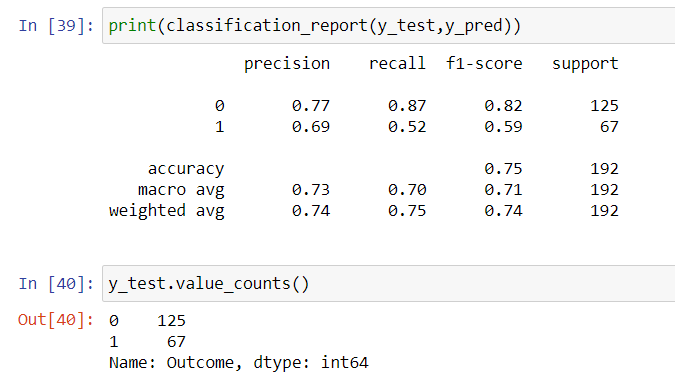 In [39]: print(classification_report(y_test,y_pred))
precision recall f1-score support
0 0.77 0.87 0.82 125
1 0.69 0.52 0.59 67
accuracy 0.75 192
macro avg 0.73 0.70 0.71 192
weighted avg 0.74 0.75 0.74 192
In [40]: y_test.value_counts()
Out[40]: 0 125
1 67
Name: Outcome, dtype: int64